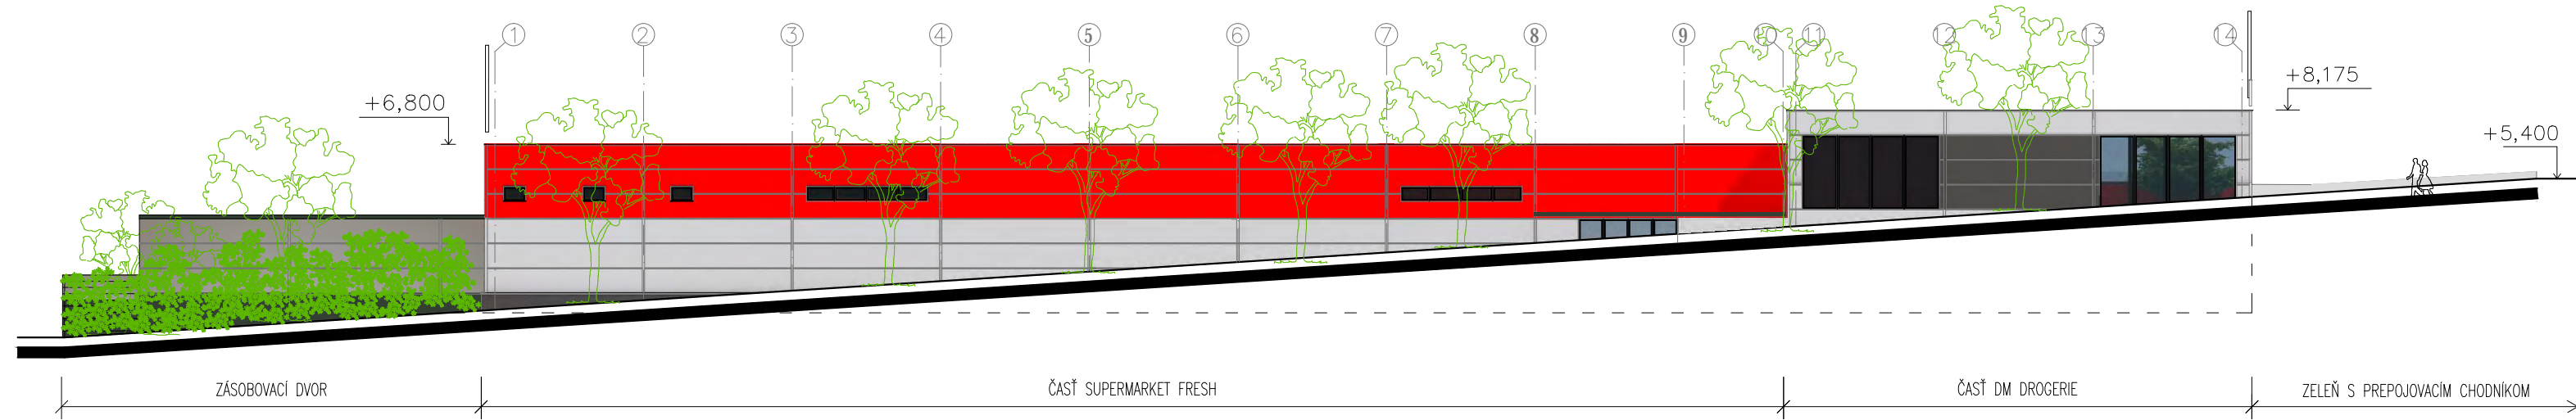 1 2 3 4 5 6 7 8 9 10 11 12 13 14
+6,800
+8,175
+5,400
ZÁSOBOVACÍ DVOR
ČASŤ SUPERMARKET FRESH
ČASŤ DM DROGERIE
ZELEŇ S PREPOJOVACÍM CHODNÍKOM